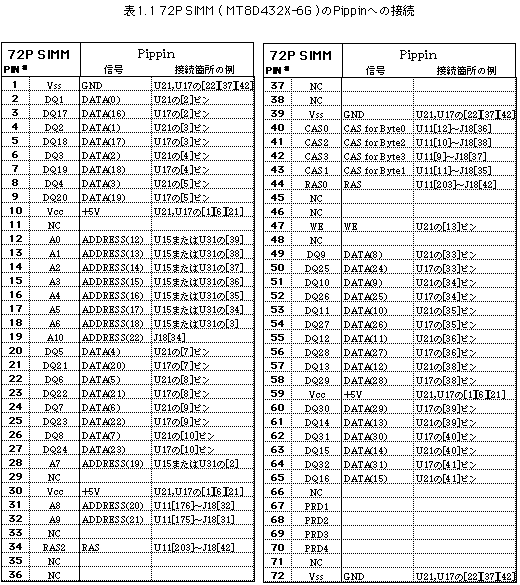 表1.1 72P SIMM ( MT8D432X-6G )のPippinへの接続
72P SIMM Pippin
PIN# 信号 接続箇所の例
1 Vss GND U21,U17の[22][37][42]
2 DQ1 DATA(0) U21の[2]ピン
3 DQ17 DATA(16) U17の[2]ピン
4 DQ2 DATA(1) U21の[3]ピン
5 DQ18 DATA(17) U17の[3]ピン
6 DQ3 DATA(2) U21の[4]ピン
7 DQ19 DATA(18) U17の[4]ピン
8 DQ4 DATA(3) U21の[5]ピン
9 DQ20 DATA(19) U17の[5]ピン
10 Vcc +5V U21,U17の[1][6][21]
11 NC
12 A0 ADDRESS(12) U15またはU31の[39]
13 A1 ADDRESS(13) U15またはU31の[38]
14 A2 ADDRESS(14) U15またはU31の[37]
15 A3 ADDRESS(15) U15またはU31の[36]
16 A4 ADDRESS(16) U15またはU31の[35]
17 A5 ADDRESS(17) U15またはU31の[34]
18 A6 ADDRESS(18) U15またはU31の[3]
19 A10 ADDRESS(22) J18[34]
20 DQ5 DATA(4) U21の[7]ピン
21 DQ21 DATA(20) U17の[7]ピン
22 DQ6 DATA(5) U21の[8]ピン
23 DQ22 DATA(21) U17の[8]ピン
24 DQ7 DATA(6) U21の[9]ピン
25 DQ23 DATA(22) U17の[9]ピン
26 DQ8 DATA(7) U21の[10]ピン
27 DQ24 DATA(23) U17の[10]ピン
28 A7 ADDRESS(19) U15またはU31の[2]
29 NC
30 Vcc +5V U21,U17の[1][6][21]
31 A8 ADDRESS(20) U11[176]~J18[32]
32 A9 ADDRESS(21) U11[175]~J18[31]
33 NC
34 RAS2 RAS U11[203]~J18[42]
35 NC
36 NC
72P SIMM Pippin
PIN# 信号 接続箇所の例
37 NC
38 NC
39 Vss GND U21,U17の[22][37][42]
40 CAS0 CAS for Byte0 U11[12]~J18[36]
41 CAS2 CAS for Byte2 U11[10]~J18[38]
42 CAS3 CAS for Byte3 U11[9]~J18[37]
43 CAS1 CAS for Byte1 U11[11]~J18[35]
44 RAS0 RAS U11[203]~J18[42]
45 NC
46 NC
47 WE WE U21の[13]ピン
48 NC
49 DQ9 DATA(8) U21の[33]ピン
50 DQ25 DATA(24) U17の[33]ピン
51 DQ10 DATA(9) U21の[34]ピン
52 DQ26 DATA(25) U17の[34]ピン
53 DQ11 DATA(10) U21の[35]ピン
54 DQ27 DATA(26) U17の[35]ピン
55 DQ12 DATA(11) U21の[36]ピン
56 DQ28 DATA(27) U17の[36]ピン
57 DQ13 DATA(12) U21の[38]ピン
58 DQ29 DATA(28) U17の[38]ピン
59 Vcc +5V U21,U17の[1][6][21]
60 DQ30 DATA(29) U17の[39]ピン
61 DQ14 DATA(13) U21の[39]ピン
62 DQ31 DATA(30) U17の[40]ピン
63 DQ15 DATA(14) U21の[40]ピン
64 DQ32 DATA(31) U17の[41]ピン
65 DQ16 DATA(15) U21の[41]ピン
66 NC
67 PRD1
68 PRD2
69 PRD3
70 PRD4
71 NC
72 Vss GND U21,U17の[22][37][42]